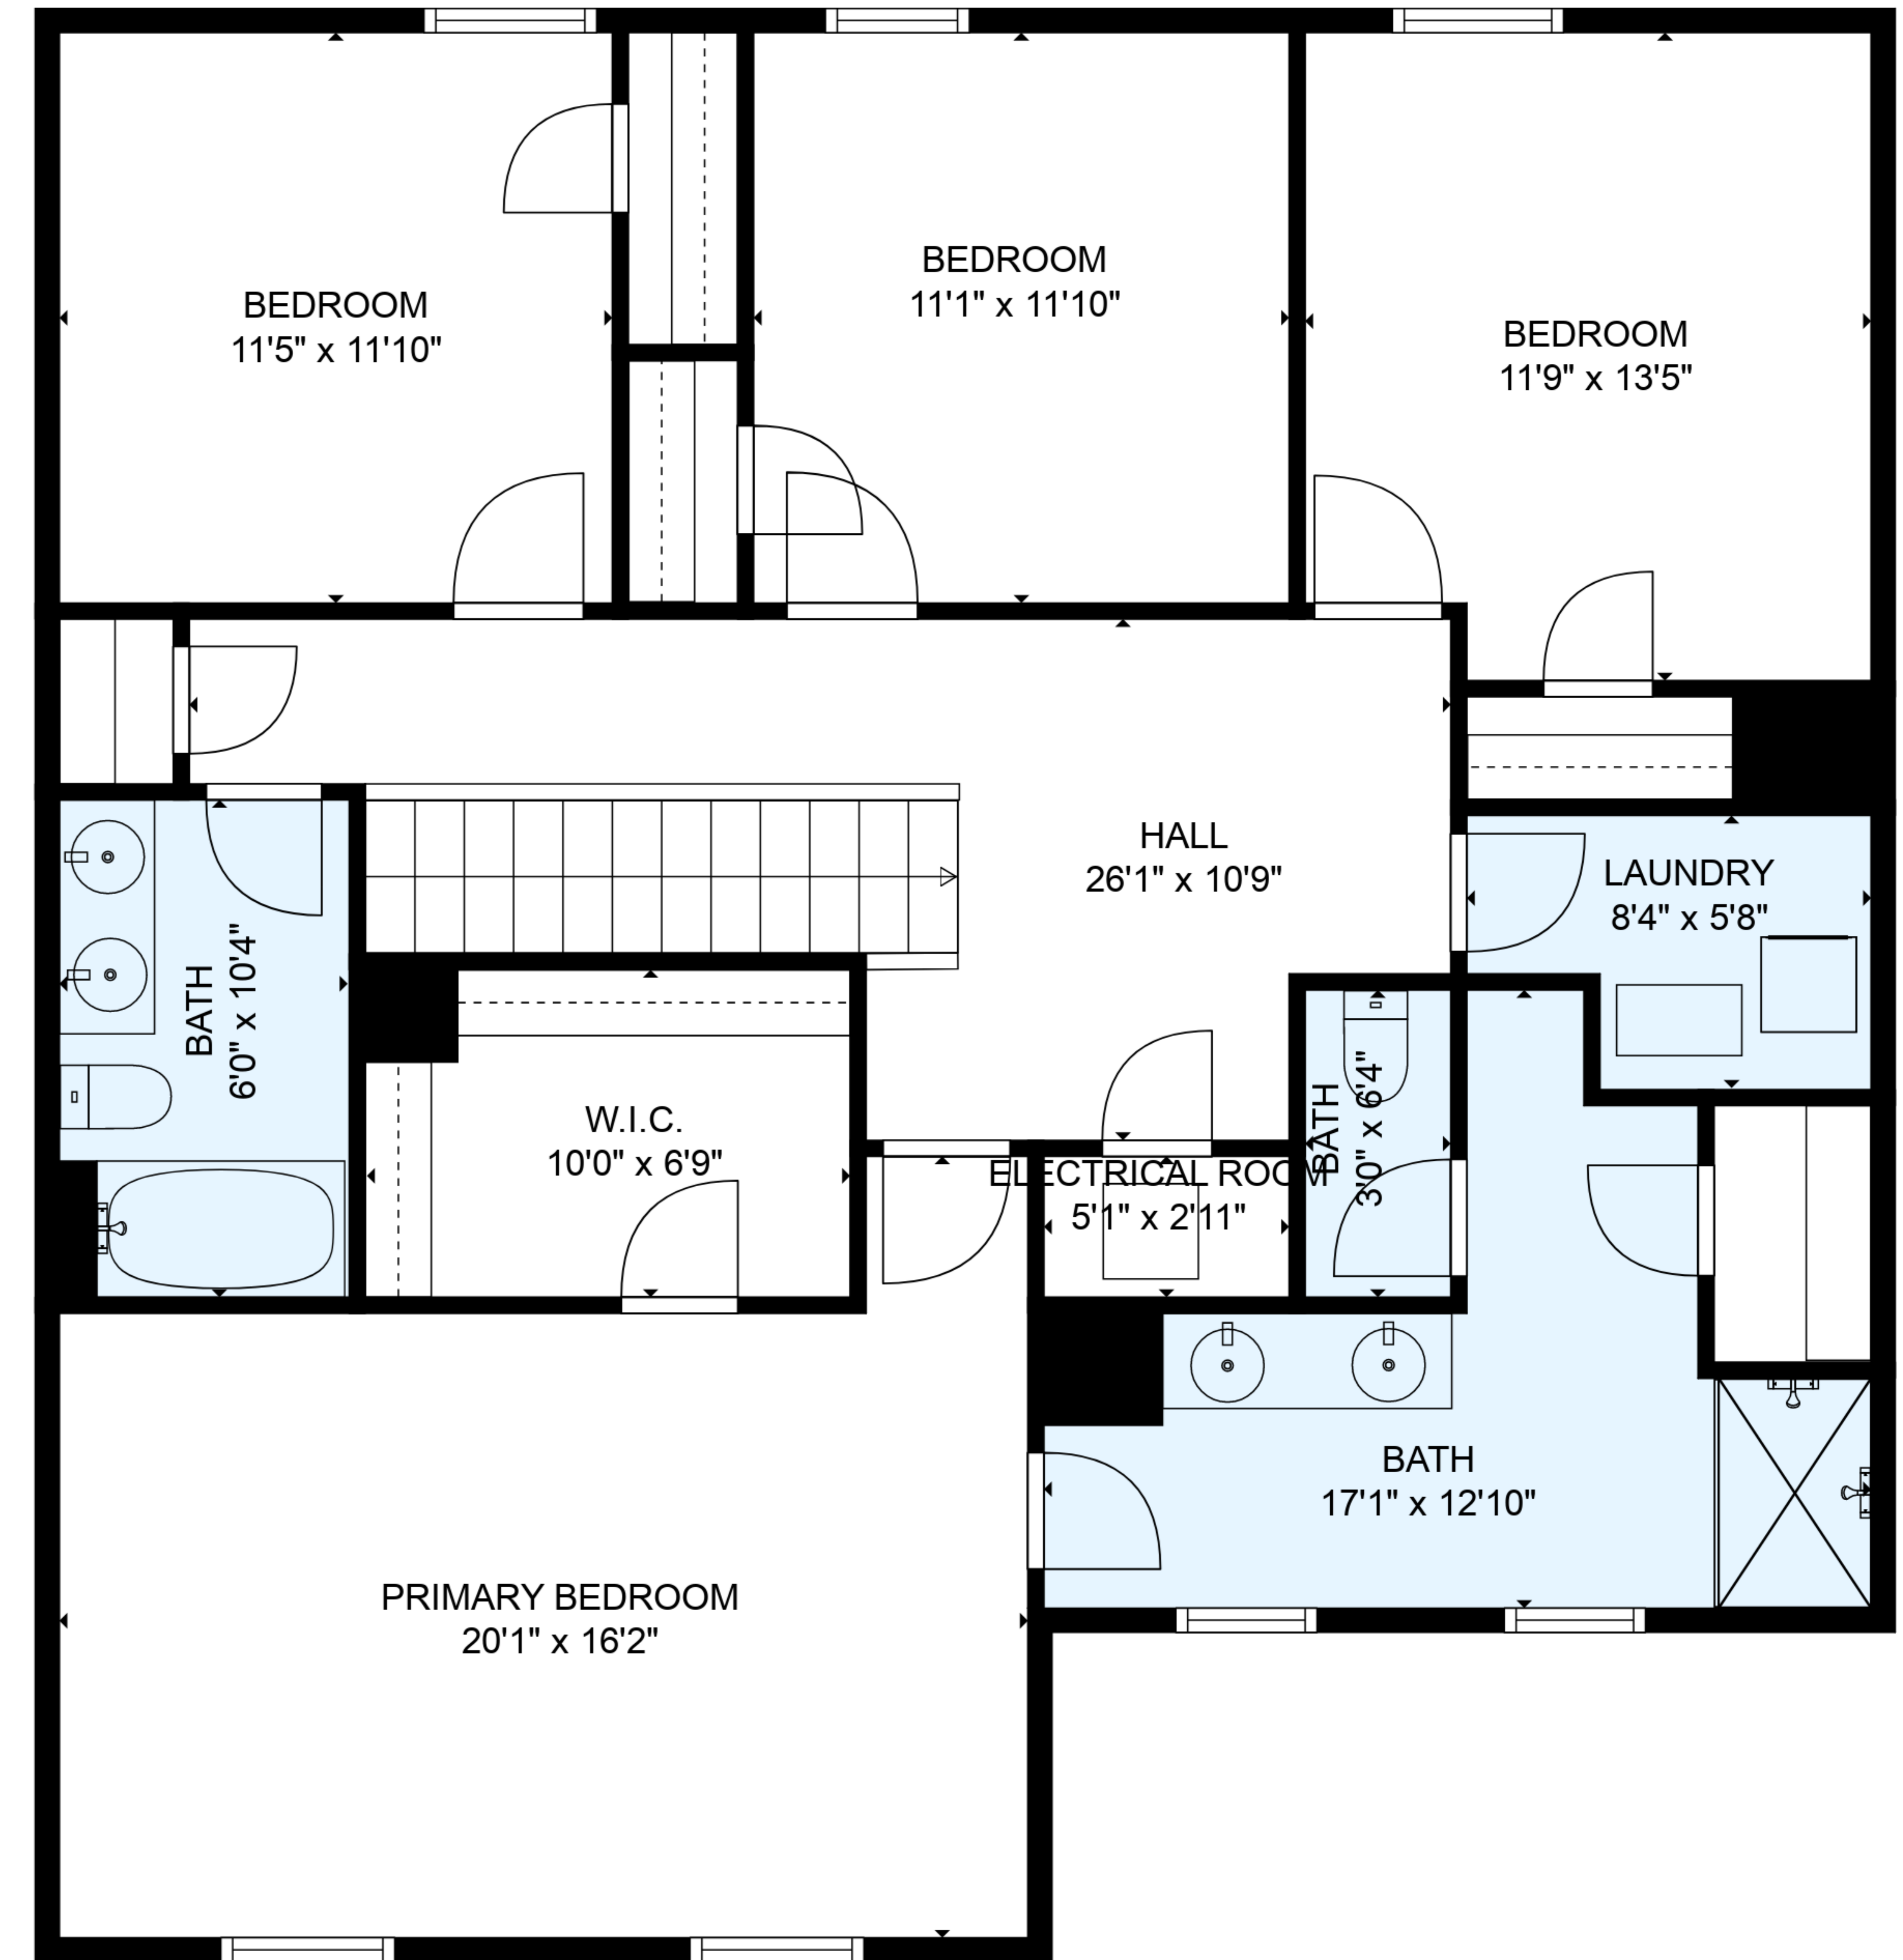 BEDROOM
11'5" x 11'10"
BEDROOM
11'1" x 11'10"
BEDROOM
11'9" x 13'5"
HALL
26'1" x 10'9"
LAUNDRY
8'4" x 5'8"
BATH
6'0" x 10'4"
W.I.C.
10'0" x 6'9"
ELECTRICAL ROOM
5'1" x 2'11"
BATH
3'0" x 6'4"
BATH
17'1" x 12'10"
PRIMARY BEDROOM
20'1" x 16'2"